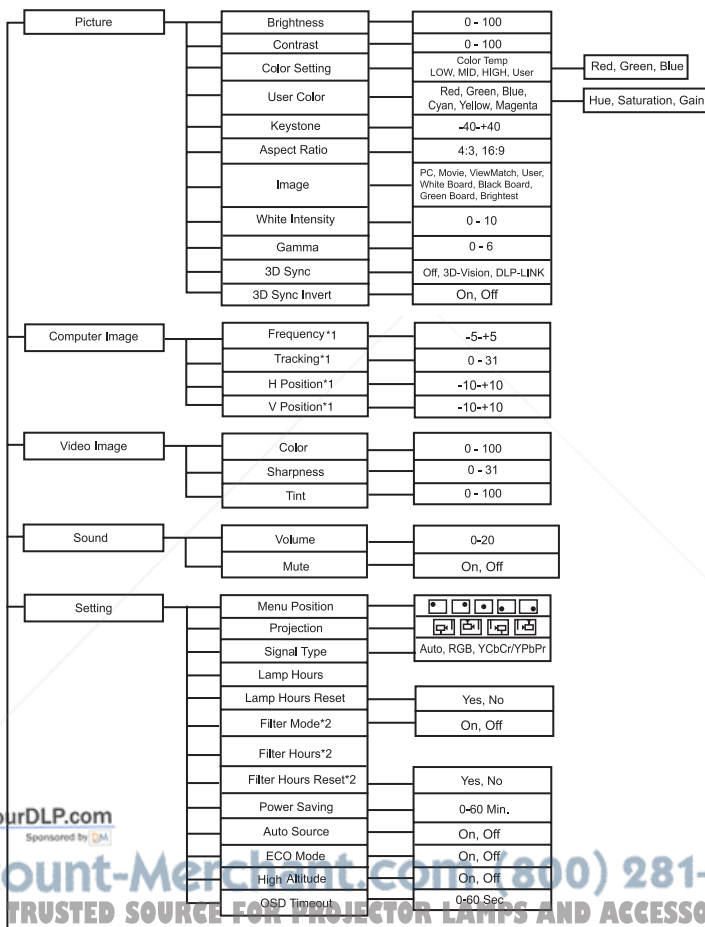 Picture
Brightness
0 - 100
Contrast
0 - 100
Color Setting
Color Temp
LOW, MID, HIGH, User
Red, Green, Blue
User Color
Red, Green, Blue,
Cyan, Yellow, Magenta
Hue, Saturation, Gain
Keystone
-40-+40
Aspect Ratio
4:3, 16:9
Image
PC, Movie, ViewMatch, User,
White Board, Black Board,
Green Board, Brightest
White Intensity
0 - 10
Gamma
0 - 6
3D Sync
Off, 3D-Vision, DLP-LINK
3D Sync Invert
On, Off
Computer Image
Frequency*1
-5-+5
Tracking*1
0 - 31
H Position*1
-10-+10
V Position*1
-10-+10
Video Image
Color
0 - 100
Sharpness
0 - 31
Tint
0 - 100
Sound
Volume
0-20
Mute
On, Off
Setting
Menu Position
Projection
Signal Type
Auto, RGB, YCbCr/YPbPr
Lamp Hours
Lamp Hours Reset
Yes, No
Filter Mode*2
On, Off
Filter Hours*2
Filter Hours Reset*2
Yes, No
Power Saving
0-60 Min.
Auto Source
On, Off
ECO Mode
On, Off
High Altitude
On, Off
OSD Timeout
0-60 Sec
ourDLP.com
Sponsored by DM
ount-Merchant.com (800) 281-
TRUSTED SOURCE FOR PROJECTOR LAMPS AND ACCESSO